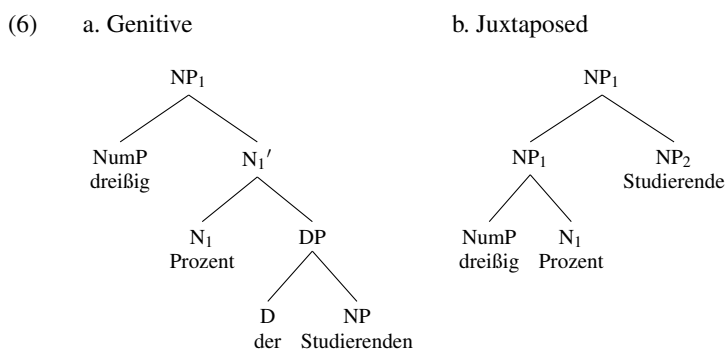 (6) a. Genitive b. Juxtaposed
NP₁ NP₁
NumP N₁′ NP₁ NP₂
dreißig Studierende
N₁ DP NumP N₁
Prozent dreißig Prozent
D NP
der Studierenden